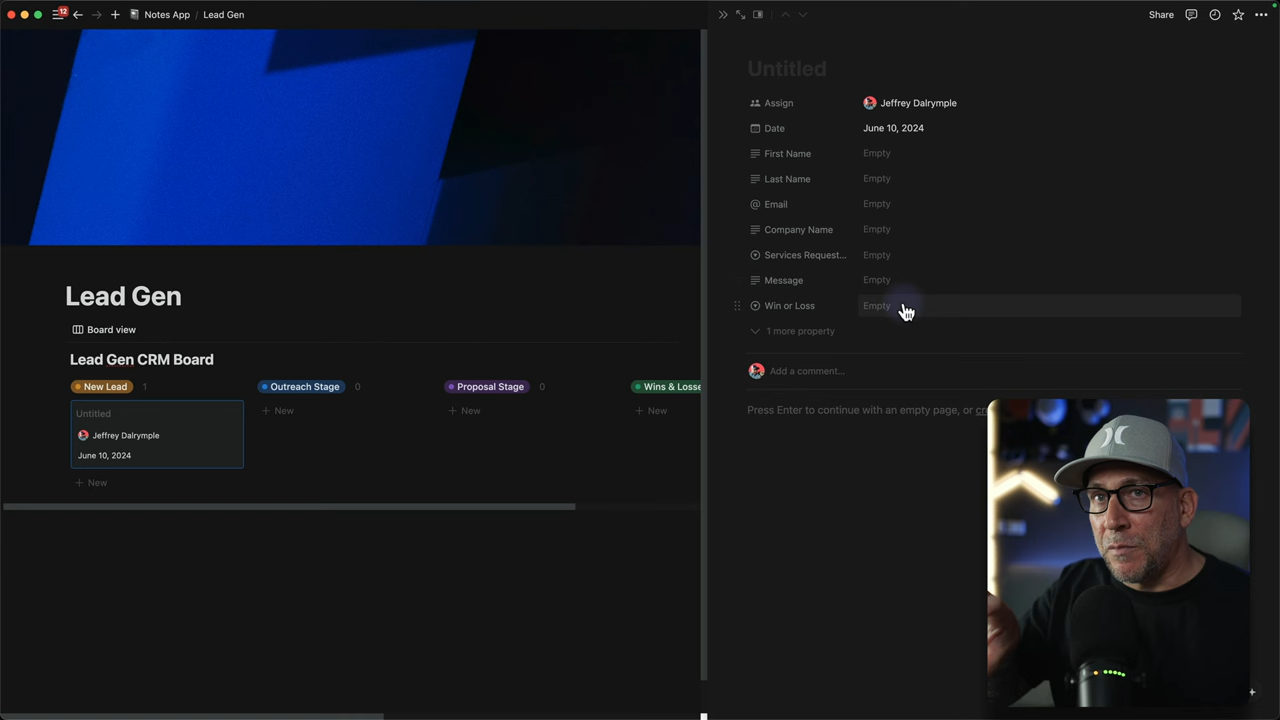 12
Notes App / Lead Gen
Share
Lead Gen
Board view
Lead Gen CRM Board
New Lead 1
Outreach Stage 0
Proposal Stage 0
Wins & Losse
Untitled
Jeffrey Dalrymple
June 10, 2024
+ New
+ New
+ New
+ New
Untitled
Assign Jeffrey Dalrymple
Date June 10, 2024
First Name Empty
Last Name Empty
Email Empty
Company Name Empty
Services Request... Empty
Message Empty
Win or Loss Empty
1 more property
Add a comment...
Press Enter to continue with an empty page, or cre